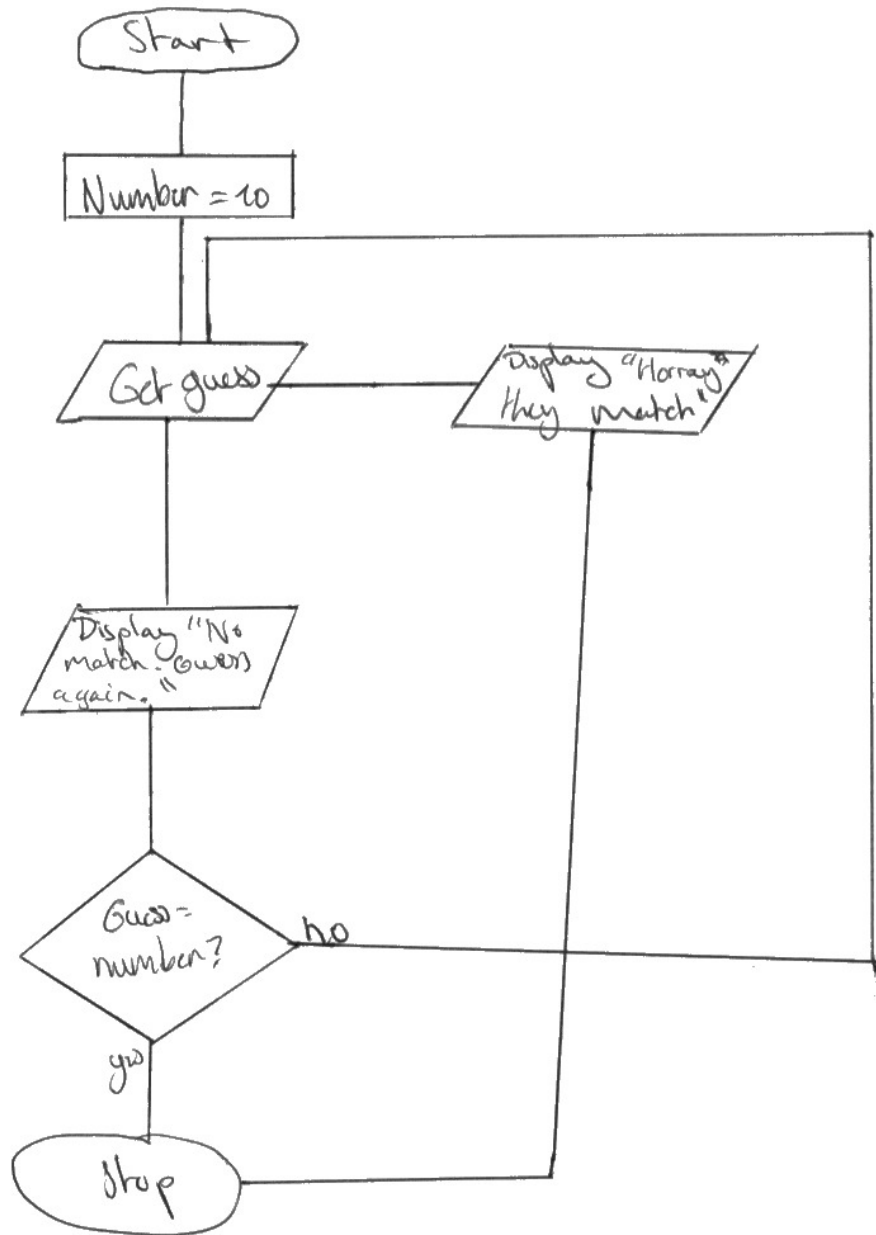 Start
Number = 10
Get guess
Display "Horray"
they match"
Display "No
match. Guess
again."
Guess =
number?
no
yes
Stop